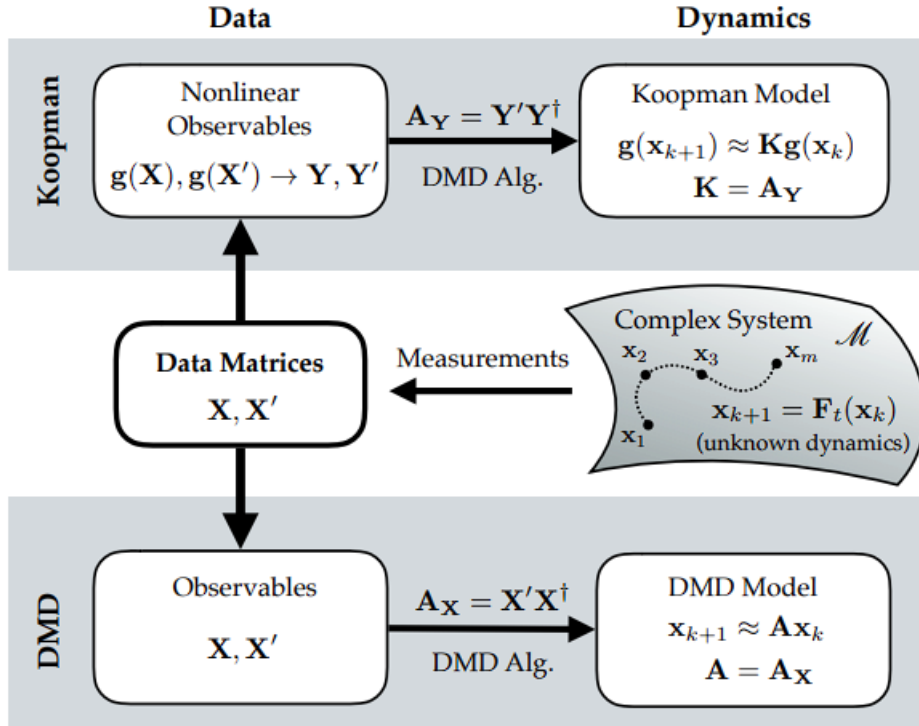 Data
Dynamics
Koopman
Nonlinear
Observables
g(X), g(X′) → Y, Y′
A_Y = Y′Y†
DMD Alg.
Koopman Model
g(x_{k+1}) ≈ Kg(x_k)
K = A_Y
Data Matrices
X, X′
Measurements
Complex System
ℳ
x_2
x_3
x_m
x_1
x_{k+1} = F_t(x_k)
(unknown dynamics)
DMD
Observables
X, X′
A_X = X′X†
DMD Alg.
DMD Model
x_{k+1} ≈ Ax_k
A = A_X